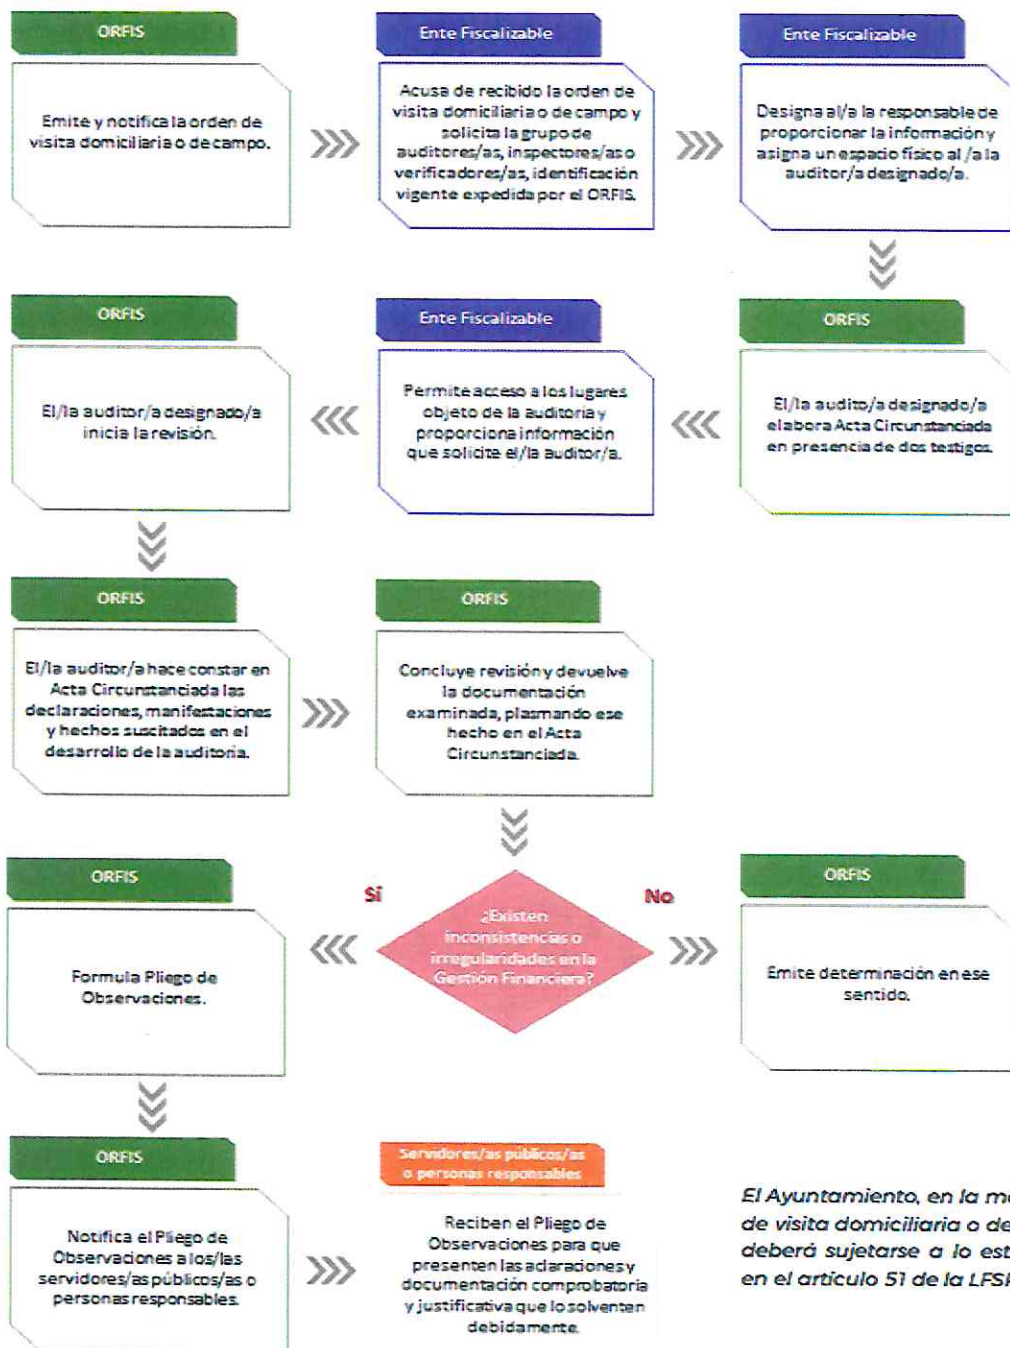 ORFIS
Emite y notifica la orden de
visita domiciliaria o de campo.
Ente Fiscalizable
Acusa de recibido la orden de
visita domiciliaria o de campo y
solicita la grupo de
auditores/as, inspectores/as o
verificadores/as, identificación
vigente expedida por el ORFIS.
Ente Fiscalizable
Designa al/a la responsable de
proporcionar la información y
asigna un espacio físico al /a la
auditor/a designado/a.
ORFIS
El/la audito/a designado/a
elabora Acta Circunstanciada
en presencia de dos testigos.
Ente Fiscalizable
Permite acceso a los lugares
objeto de la auditoria y
proporciona información
que solicite el/la auditor/a.
ORFIS
El/la auditor/a designado/a
inicia la revisión.
ORFIS
El/la auditor/a hace constar en
Acta Circunstanciada las
declaraciones, manifestaciones
y hechos suscitados en el
desarrollo de la auditoria.
ORFIS
Concluye revisión y devuelve
la documentación
examinada, plasmando ese
hecho en el Acta
Circunstanciada.
¿Existen
inconsistencias o
irregularidades en la
Gestión Financiera?
Sí
No
ORFIS
Formula Pliego de
Observaciones.
ORFIS
Emite determinación en ese
sentido.
ORFIS
Notifica el Pliego de
Observaciones a los/las
servidores/as públicos/as o
personas responsables.
Servidores/as públicos/as
o personas responsables
Reciben el Pliego de
Observaciones para que
presenten las aclaraciones y
documentación comprobatoria
y justificativa que lo solventen
debidamente.
El Ayuntamiento, en la
de visita domiciliaria o
deberá sujetarse a lo
en el artículo 51 de la